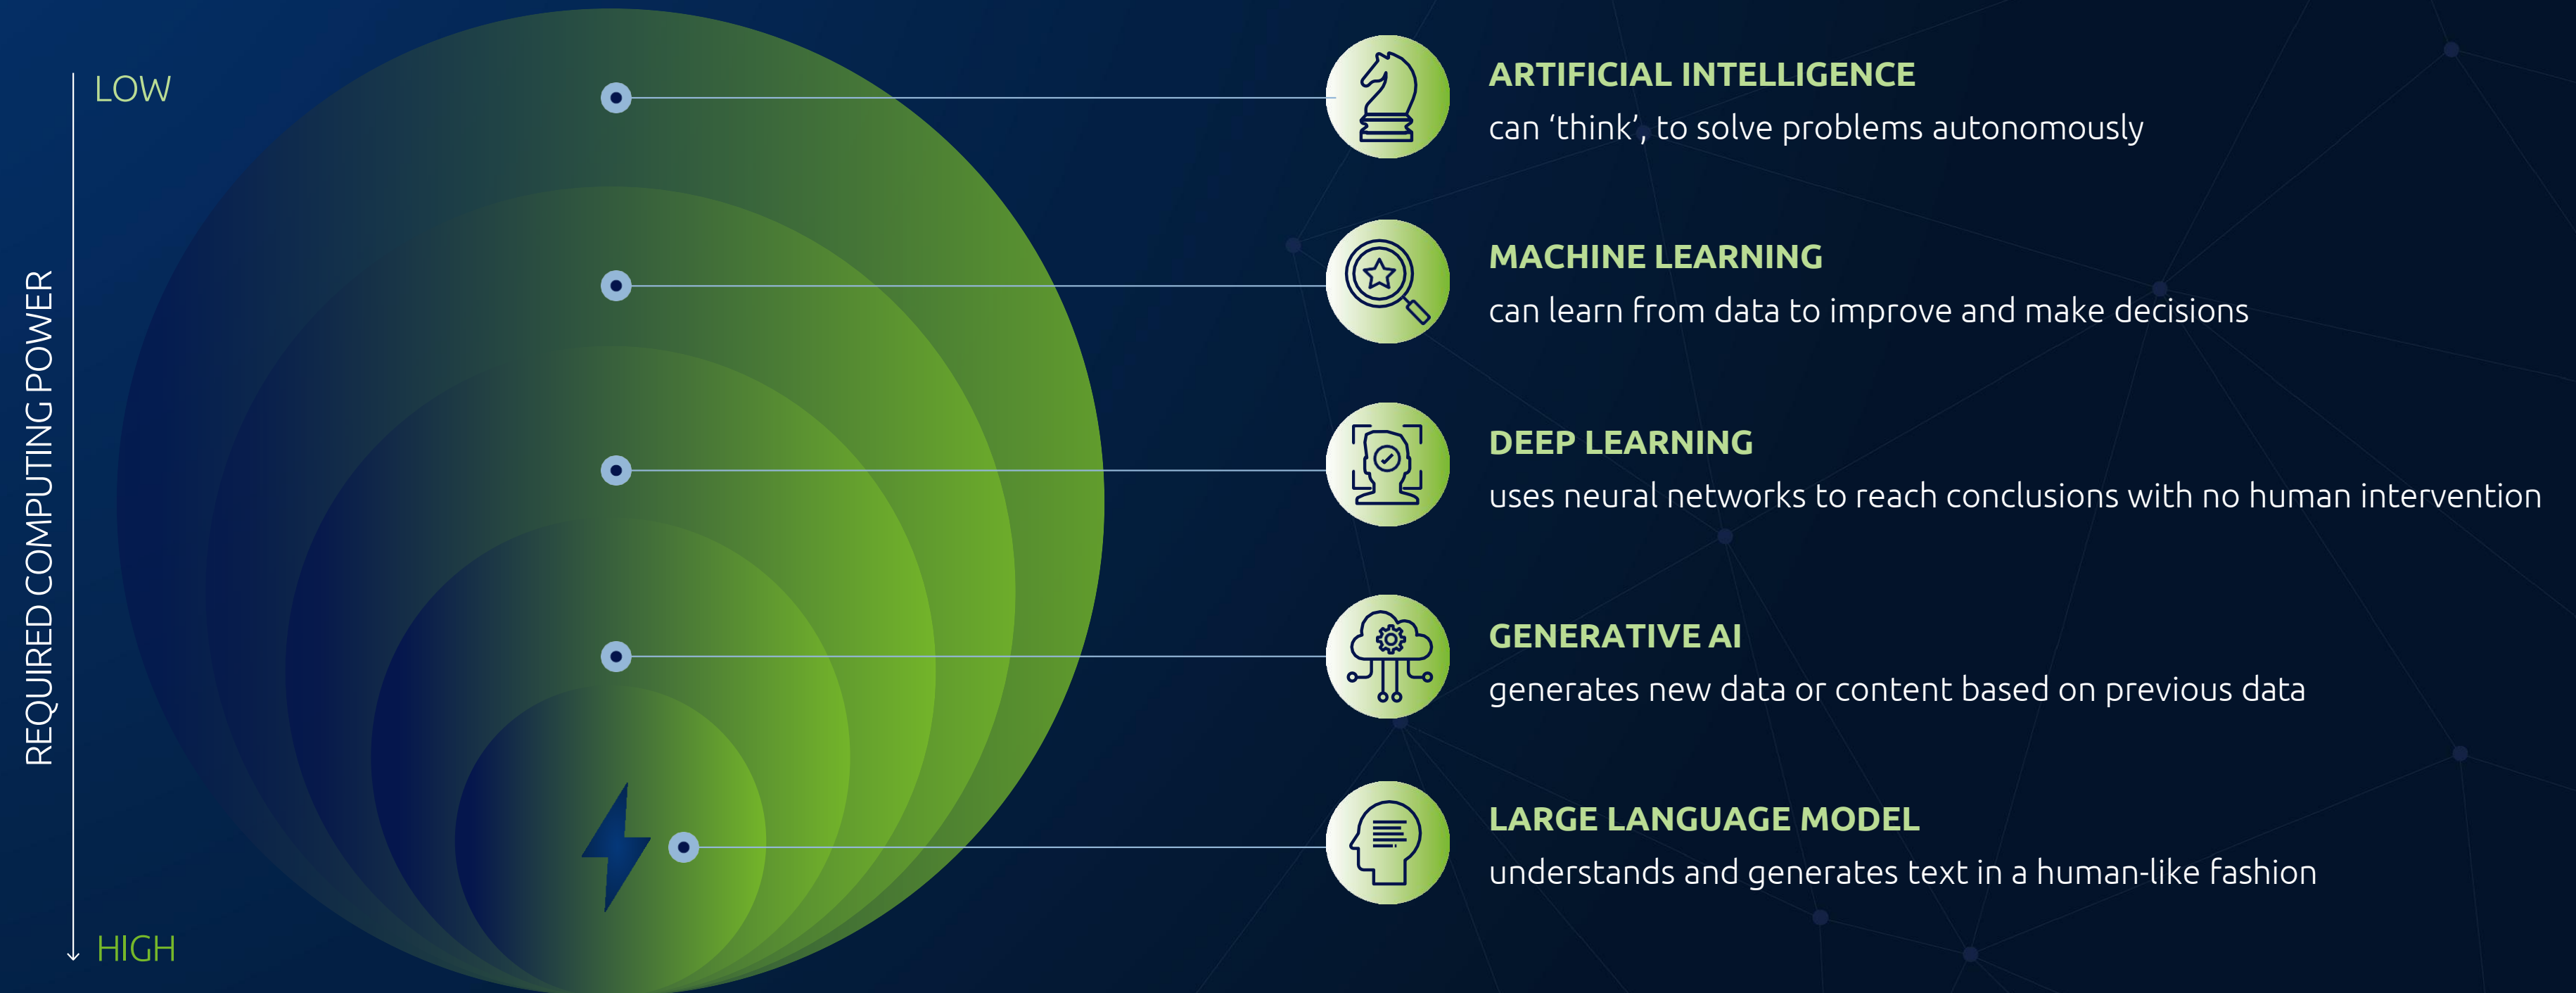 LOW
REQUIRED COMPUTING POWER
HIGH
ARTIFICIAL INTELLIGENCE
can ‘think’, to solve problems autonomously
MACHINE LEARNING
can learn from data to improve and make decisions
DEEP LEARNING
uses neural networks to reach conclusions with no human intervention
GENERATIVE AI
generates new data or content based on previous data
LARGE LANGUAGE MODEL
understands and generates text in a human-like fashion